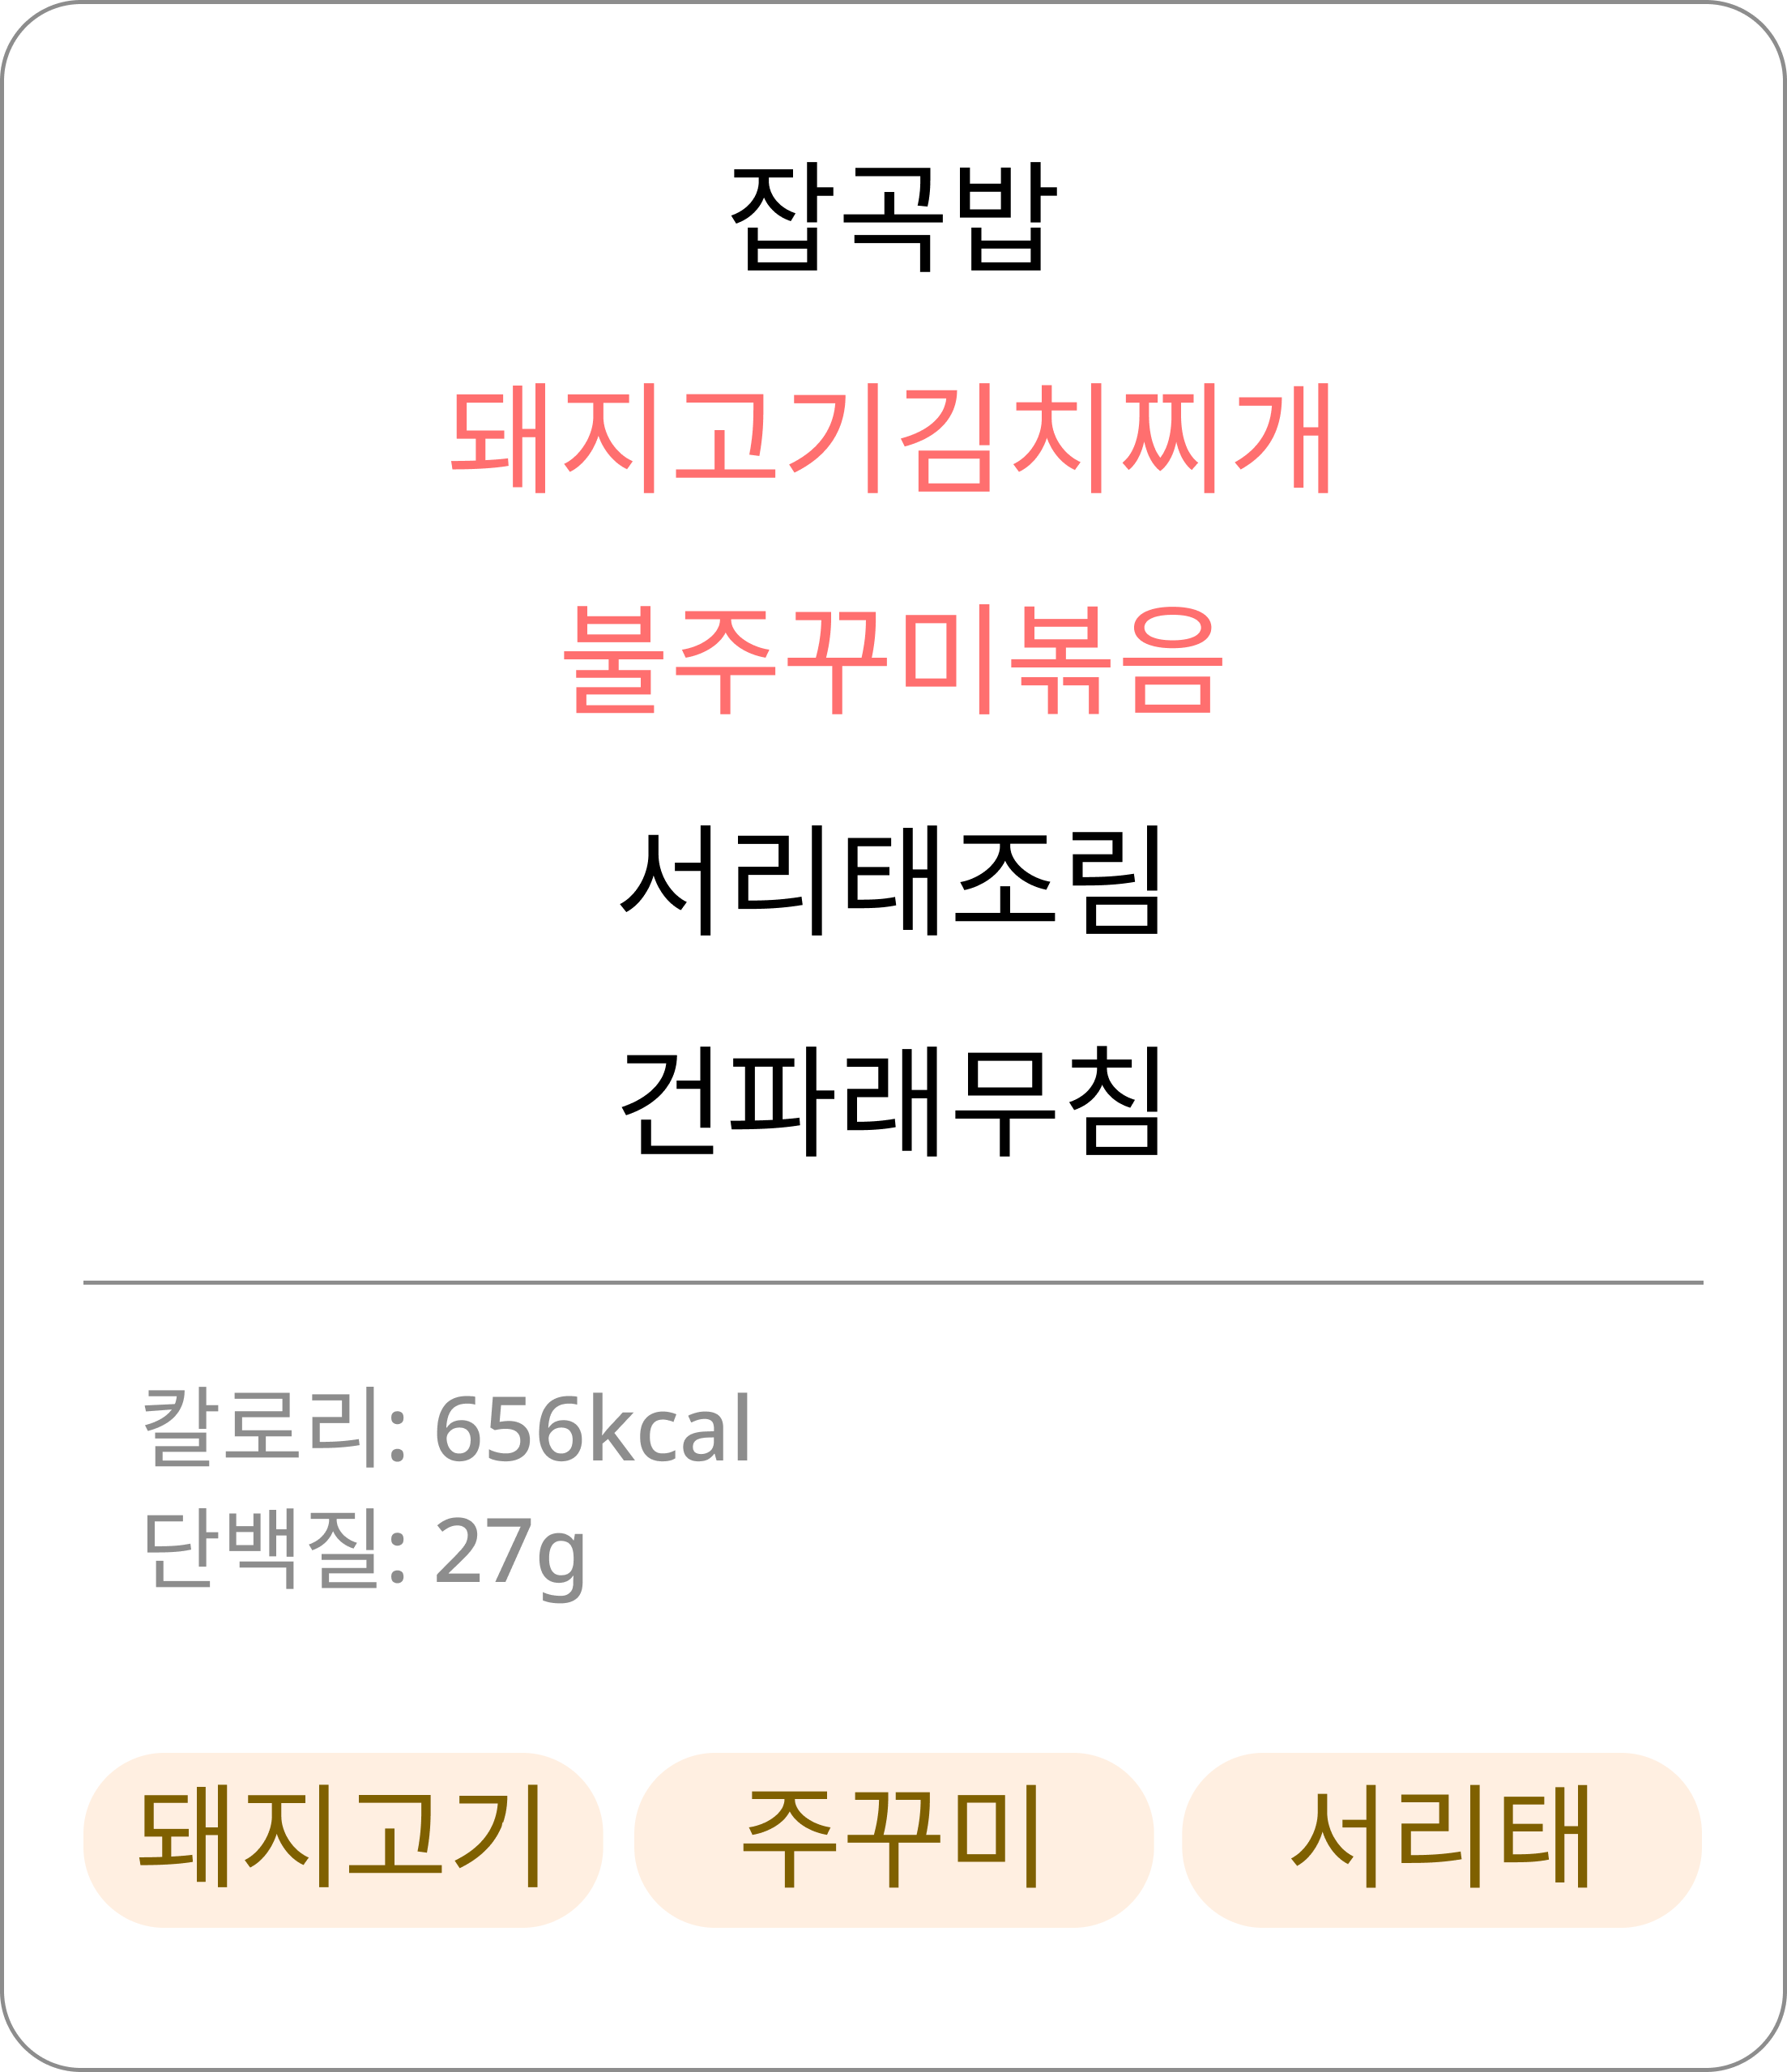 잡곡밥
돼지고기김치찌개
불주꾸미볶음
서리태조림
건파래무침
칼로리: 656kcal
단백질: 27g
돼지고기 주꾸미 서리태